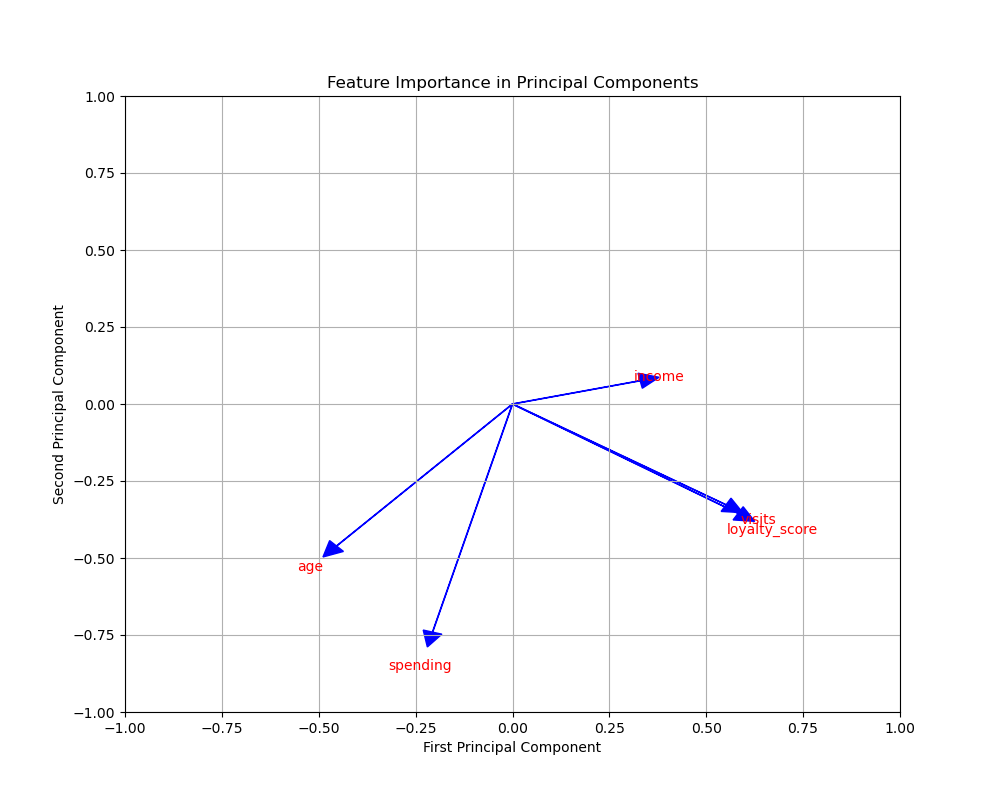 Feature Importance in Principal Components
1.00
0.75
0.50
0.25
0.00
−0.25
−0.50
−0.75
−1.00
Second Principal Component
income
visits
loyalty_score
age
spending
−1.00 −0.75 −0.50 −0.25 0.00 0.25 0.50 0.75 1.00
First Principal Component